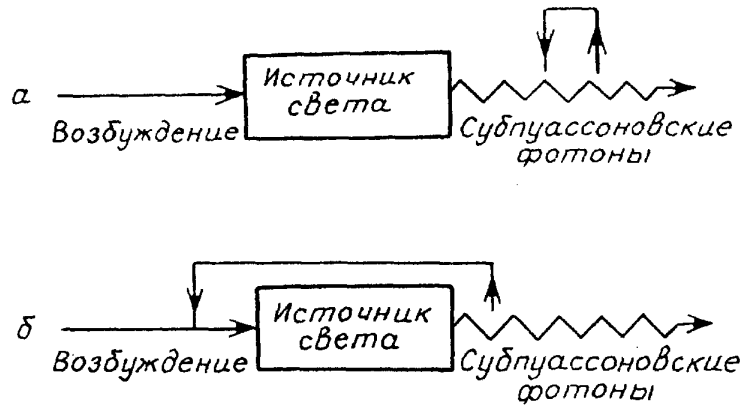 а
Возбуждение
Источник
света
Субпуассоновские
фотоны
б
Возбуждение
Источник
света
Субпуассоновские
фотоны